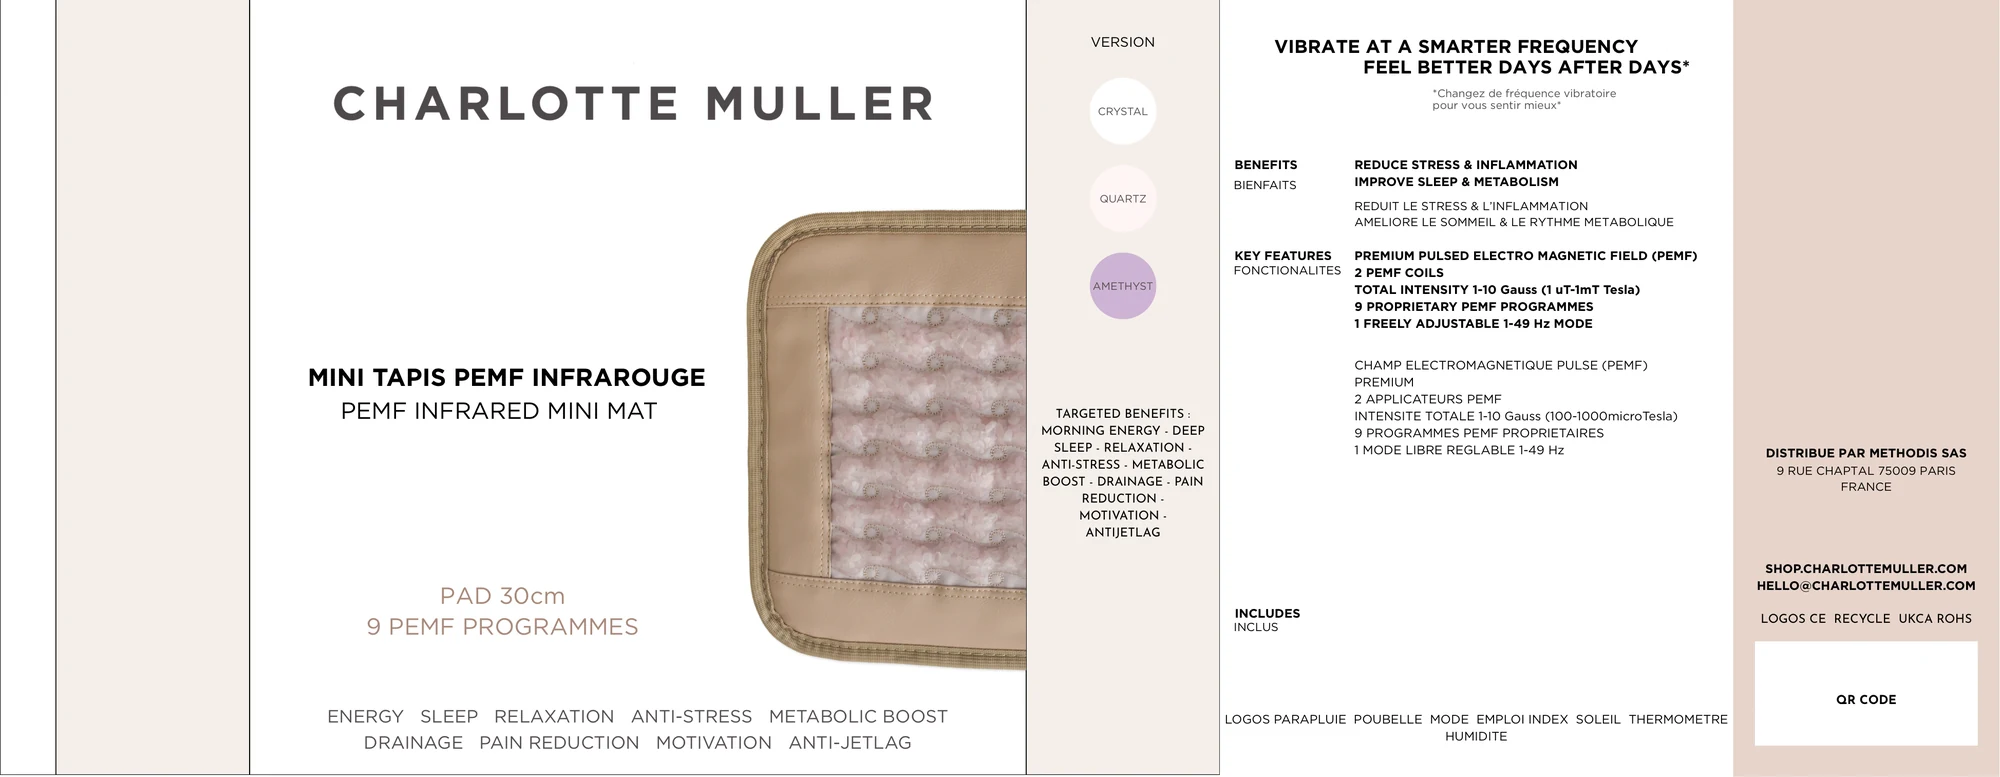 CHARLOTTE MULLER
MINI TAPIS PEMF INFRAROUGE
PEMF INFRARED MINI MAT
PAD 30cm
9 PEMF PROGRAMMES
ENERGY SLEEP RELAXATION ANTI-STRESS METABOLIC BOOST
DRAINAGE PAIN REDUCTION MOTIVATION ANTI-JETLAG
VERSION
CRYSTAL
QUARTZ
AMETHYST
TARGETED BENEFITS :
MORNING ENERGY - DEEP
SLEEP - RELAXATION -
ANTI-STRESS - METABOLIC
BOOST - DRAINAGE - PAIN
REDUCTION -
MOTIVATION -
ANTIJETLAG
VIBRATE AT A SMARTER FREQUENCY
FEEL BETTER DAYS AFTER DAYS*
*Changez de fréquence vibratoire
pour vous sentir mieux*
BENEFITS
BIENFAITS
REDUCE STRESS & INFLAMMATION
IMPROVE SLEEP & METABOLISM
REDUIT LE STRESS & L'INFLAMMATION
AMELIORE LE SOMMEIL & LE RYTHME METABOLIQUE
KEY FEATURES
FONCTIONALITES
PREMIUM PULSED ELECTRO MAGNETIC FIELD (PEMF)
2 PEMF COILS
TOTAL INTENSITY 1-10 Gauss (1 uT-1mT Tesla)
9 PROPRIETARY PEMF PROGRAMMES
1 FREELY ADJUSTABLE 1-49 Hz MODE
CHAMP ELECTROMAGNETIQUE PULSE (PEMF)
PREMIUM
2 APPLICATEURS PEMF
INTENSITE TOTALE 1-10 Gauss (100-1000microTesla)
9 PROGRAMMES PEMF PROPRIETAIRES
1 MODE LIBRE REGLABLE 1-49 Hz
INCLUDES
INCLUS
LOGOS PARAPLUIE POUBELLE MODE EMPLOI INDEX SOLEIL THERMOMETRE
HUMIDITE
DISTRIBUE PAR METHODIS SAS
9 RUE CHAPTAL 75009 PARIS
FRANCE
SHOP.CHARLOTTEMULLER.COM
HELLO@CHARLOTTEMULLER.COM
LOGOS CE RECYCLE UKCA ROHS
QR CODE